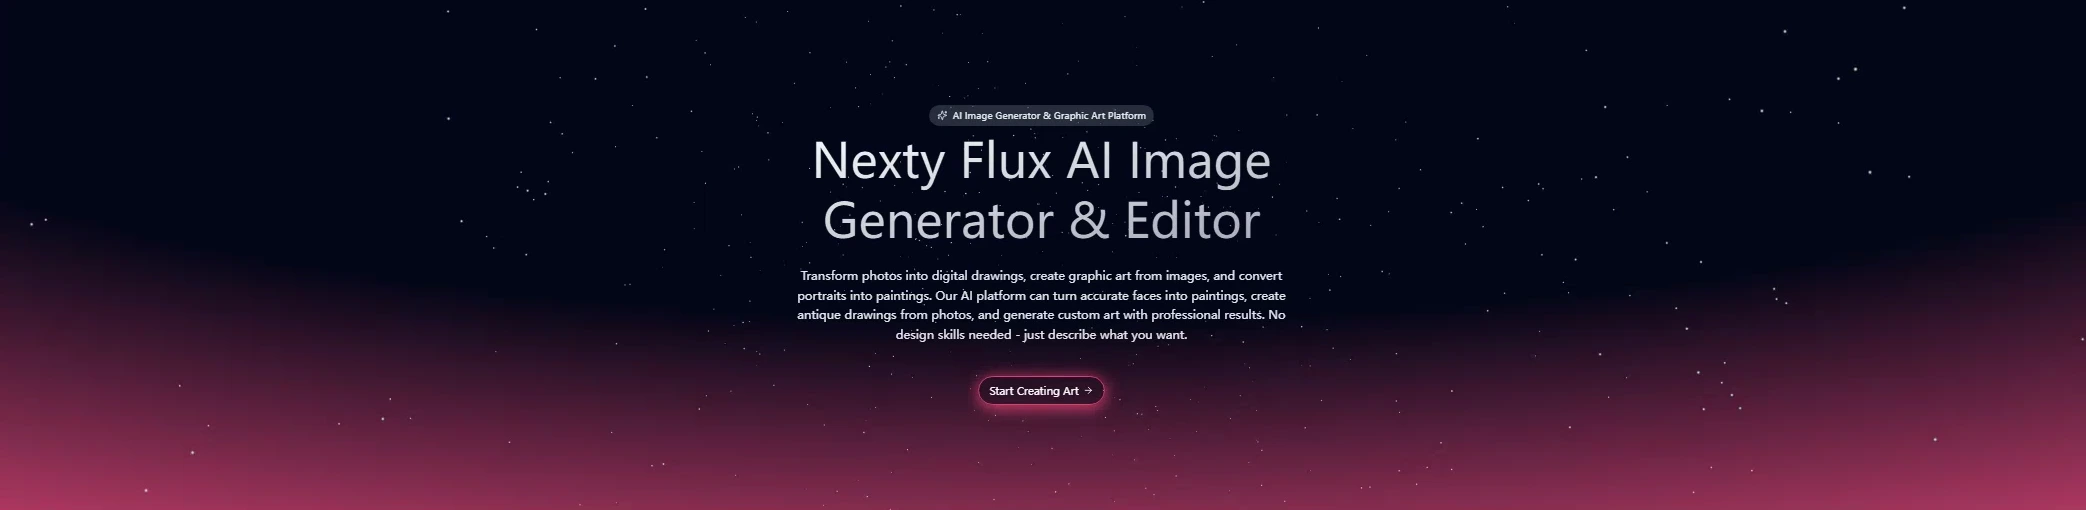 AI Image Generator & Graphic Art Platform
Nexty Flux AI Image
Generator & Editor
Transform photos into digital drawings, create graphic art from images, and convert
portraits into paintings. Our AI platform can turn accurate faces into paintings, create
antique drawings from photos, and generate custom art with professional results. No
design skills needed - just describe what you want.
Start Creating Art →